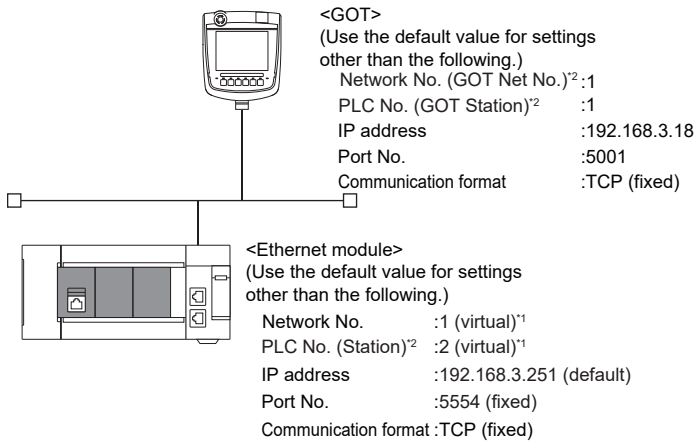 <GOT>
(Use the default value for settings
other than the following.)
Network No. (GOT Net No.)*2 :1
PLC No. (GOT Station)*2 :1
IP address :192.168.3.18
Port No. :5001
Communication format :TCP (fixed)
<Ethernet module>
(Use the default value for settings
other than the following.)
Network No. :1 (virtual)*1
PLC No. (Station)*2 :2 (virtual)*1
IP address :192.168.3.251 (default)
Port No. :5554 (fixed)
Communication format :TCP (fixed)